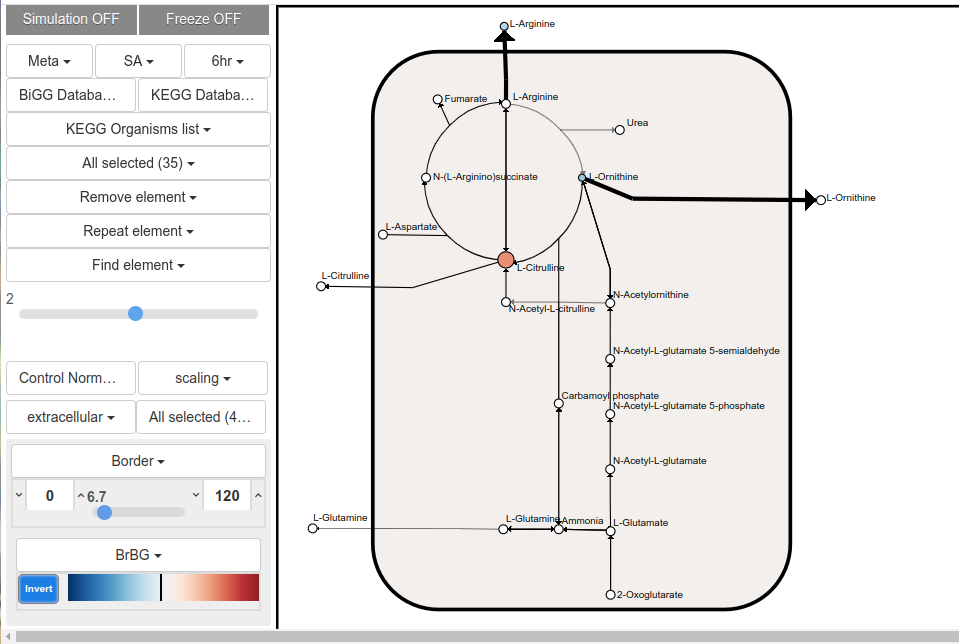 Simulation OFF Freeze OFF
Meta SA 6hr
BiGG Databa... KEGG Databa...
KEGG Organisms list
All selected (35)
Remove element
Repeat element
Find element
2
Control Norm... scaling
extracellular All selected (4...
Border
0 6.7 120
BrBG
Invert
L-Arginine
L-Arginine
Fumarate
Urea
N-(L-Arginino)succinate
L-Ornithine
L-Ornithine
L-Aspartate
L-Citrulline
L-Citrulline
N-Acetylornithine
N-Acetyl-L-citrulline
N-Acetyl-L-glutamate 5-semialdehyde
Carbamoyl phosphate
N-Acetyl-L-glutamate 5-phosphate
N-Acetyl-L-glutamate
L-Glutamine
L-Glutamine
Ammonia
L-Glutamate
2-Oxoglutarate